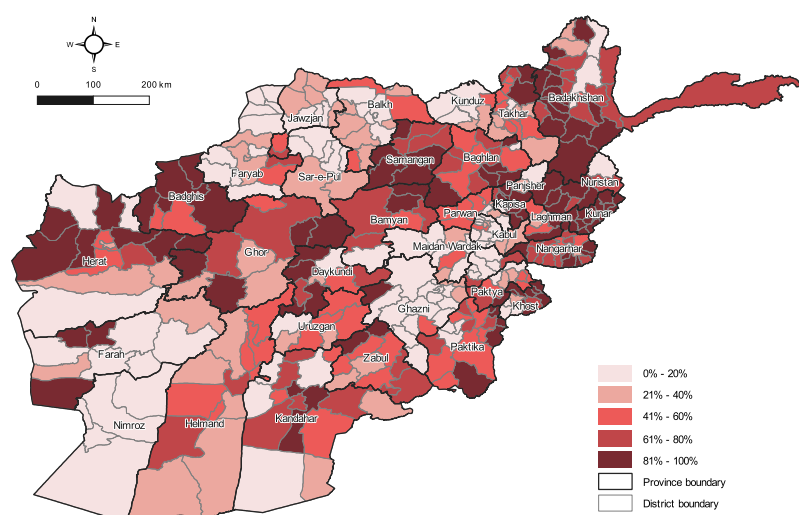 N
W E
S
0 100 200 km
Badakhshan
Kunduz
Balkh
Takhar
Jawzjan
Samangan
Baghlan
Faryab
Sar-e-Pul
Nuristan
Panjsher
Badghis
Kapisa
Kunar
Parwan
Laghman
Bamyan
Kabul
Maidan Wardak
Nangarhar
Ghor
Herat
Daykundi
Paktya
Khost
Ghazni
Uruzgan
Paktika
Farah
Zabul
Kandahar
Helmand
Nimroz
0% - 20%
21% - 40%
41% - 60%
61% - 80%
81% - 100%
Province boundary
District boundary